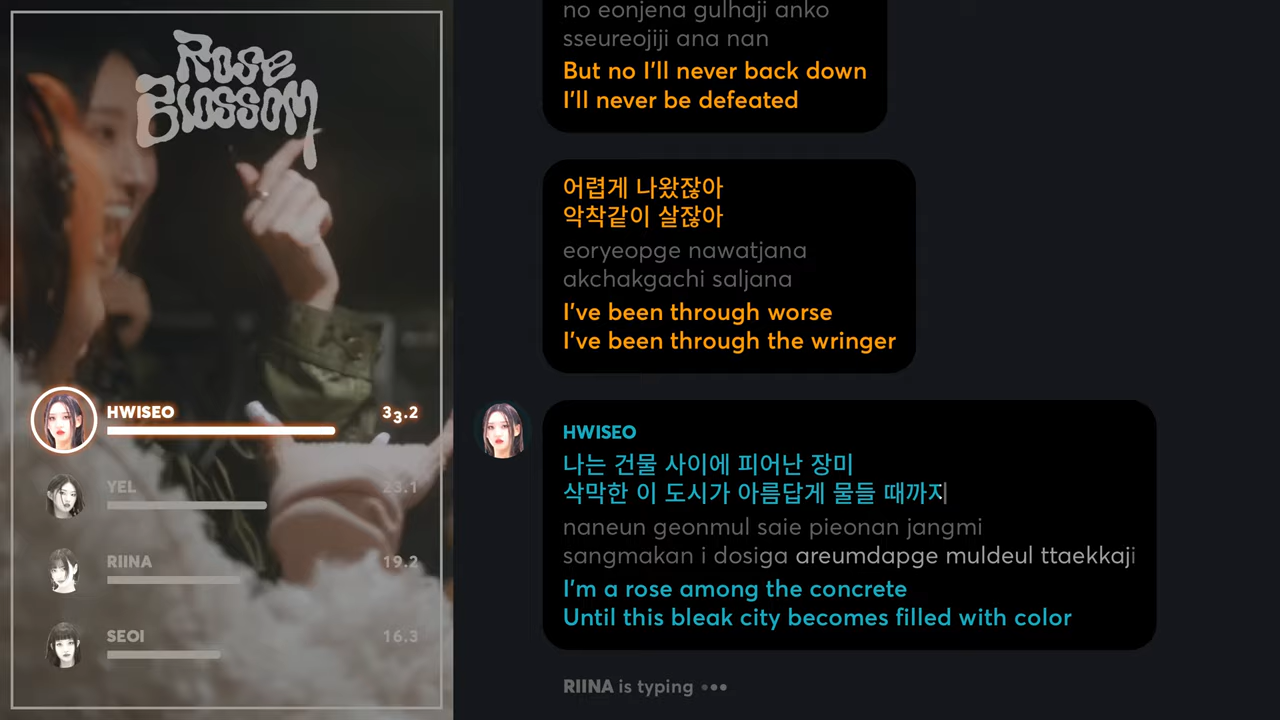 Rose
Blossom
HWISEO
33.2
YEL
23.1
RIINA
19.2
SEOI
16.3
no eonjena gulhaji anko
sseureojiji ana nan
But no I'll never back down
I'll never be defeated
어렵게 나왔잖아
악착같이 살잖아
eoryeopge nawatjana
akchakgachi saljana
I've been through worse
I've been through the wringer
HWISEO
나는 건물 사이에 피어난 장미
삭막한 이 도시가 아름답게 물들 때까지
naneun geonmul saie pieonan jangmi
sangmakan i dosiga areumdapge muldeul ttaekkaji
I'm a rose among the concrete
Until this bleak city becomes filled with color
RIINA is typing •••